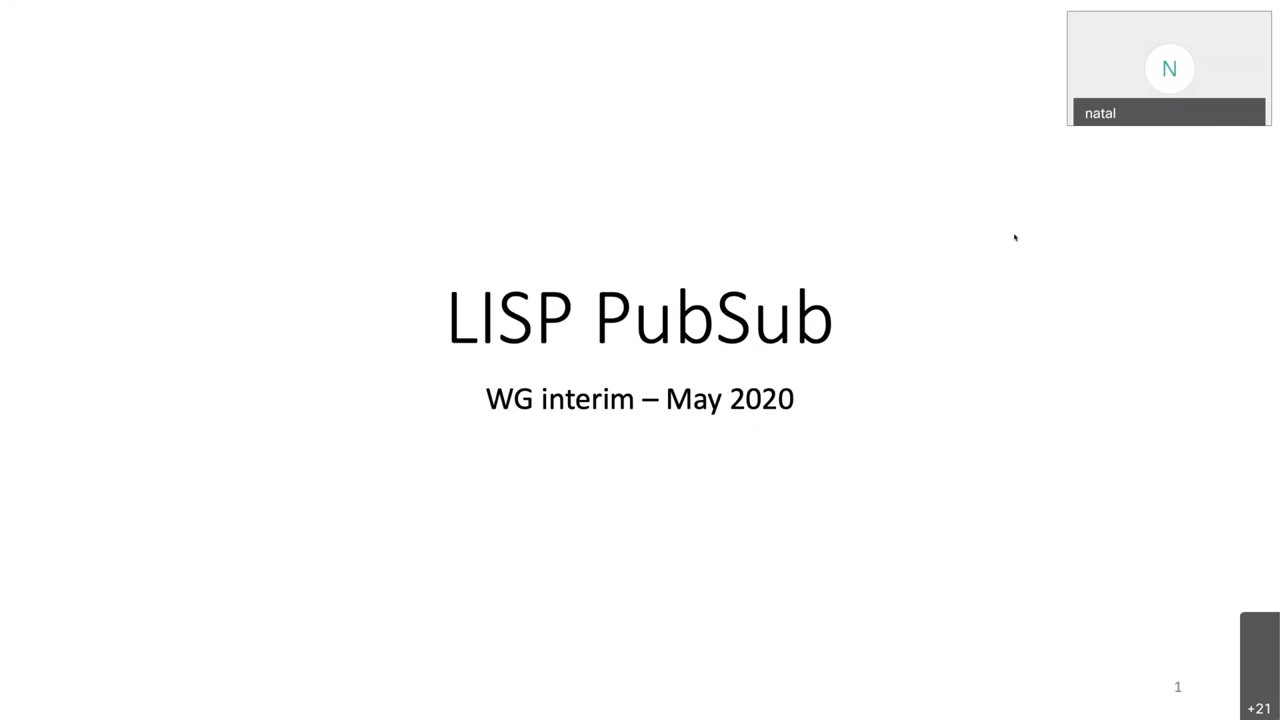 N
natal
LISP PubSub
WG interim – May 2020
1
+21